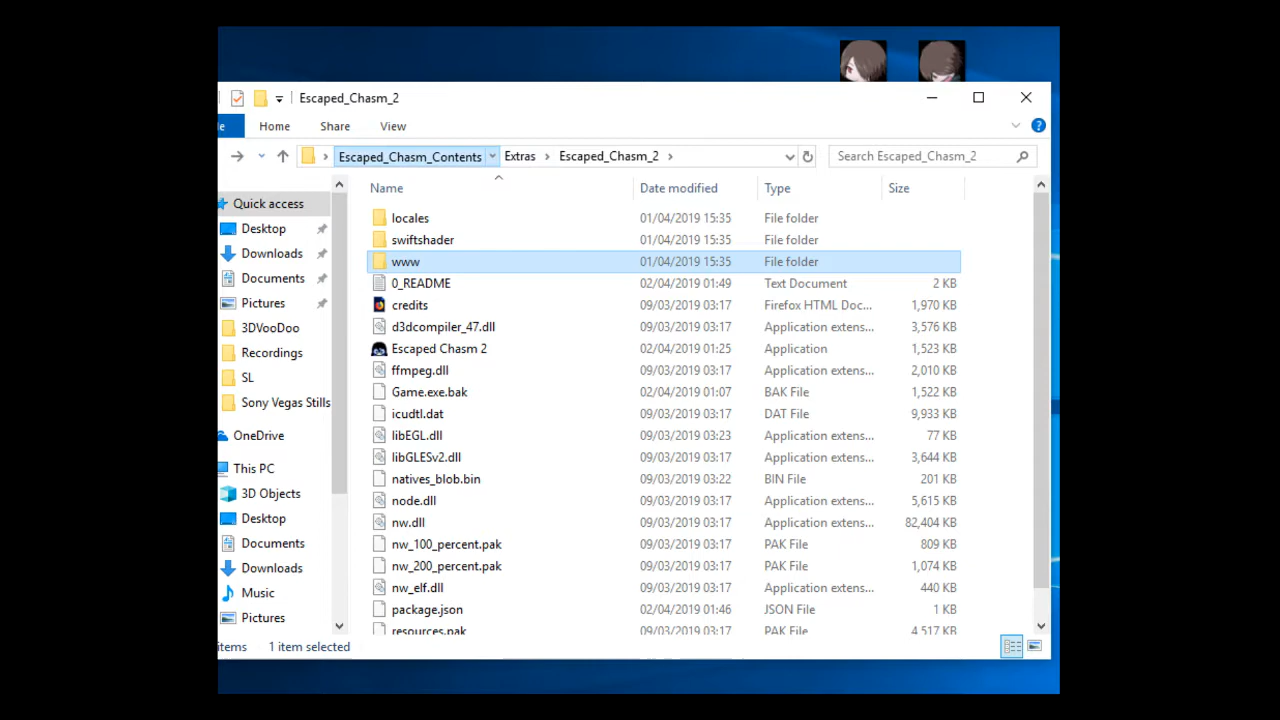 Escaped_Chasm_2
Home Share View
Escaped_Chasm_Contents Extras Escaped_Chasm_2 Search Escaped_Chasm_2
Name Date modified Type Size
Quick access
Desktop
Downloads
Documents
Pictures
3DVooDoo
Recordings
SL
Sony Vegas Stills
OneDrive
This PC
3D Objects
Desktop
Documents
Downloads
Music
Pictures
locales 01/04/2019 15:35 File folder
swiftshader 01/04/2019 15:35 File folder
www 01/04/2019 15:35 File folder
0_README 02/04/2019 01:49 Text Document 2 KB
credits 09/03/2019 03:17 Firefox HTML Doc... 1,970 KB
d3dcompiler_47.dll 09/03/2019 03:17 Application extens... 3,576 KB
Escaped Chasm 2 02/04/2019 01:25 Application 1,523 KB
ffmpeg.dll 09/03/2019 03:17 Application extens... 2,010 KB
Game.exe.bak 02/04/2019 01:07 BAK File 1,522 KB
icudtl.dat 09/03/2019 03:17 DAT File 9,933 KB
libEGL.dll 09/03/2019 03:23 Application extens... 77 KB
libGLESv2.dll 09/03/2019 03:17 Application extens... 3,644 KB
natives_blob.bin 09/03/2019 03:22 BIN File 201 KB
node.dll 09/03/2019 03:17 Application extens... 5,615 KB
nw.dll 09/03/2019 03:17 Application extens... 82,404 KB
nw_100_percent.pak 09/03/2019 03:17 PAK File 809 KB
nw_200_percent.pak 09/03/2019 03:17 PAK File 1,074 KB
nw_elf.dll 09/03/2019 03:17 Application extens... 440 KB
package.json 02/04/2019 01:46 JSON File 1 KB
resources.pak 09/03/2019 03:17 PAK File 4,517 KB
items 1 item selected